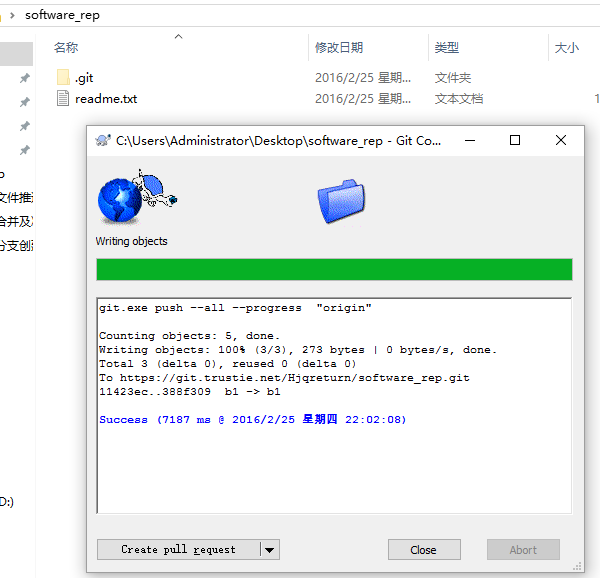 software_rep
名称 修改日期 类型 大小
.git 2016/2/25 星期... 文件夹
readme.txt 2016/2/25 星期... 文本文档 1
C:\Users\Administrator\Desktop\software_rep - Git Co...
文件推
合并及
分支创建
Writing objects
git.exe push --all --progress "origin"
Counting objects: 5, done.
Writing objects: 100% (3/3), 273 bytes | 0 bytes/s, done.
Total 3 (delta 0), reused 0 (delta 0)
To https://git.trustie.net/Hjqreturn/software_rep.git
11423ec..388f309 b1 -> b1
Success (7187 ms @ 2016/2/25 星期四 22:02:08)
D:)
Create pull request Close Abort